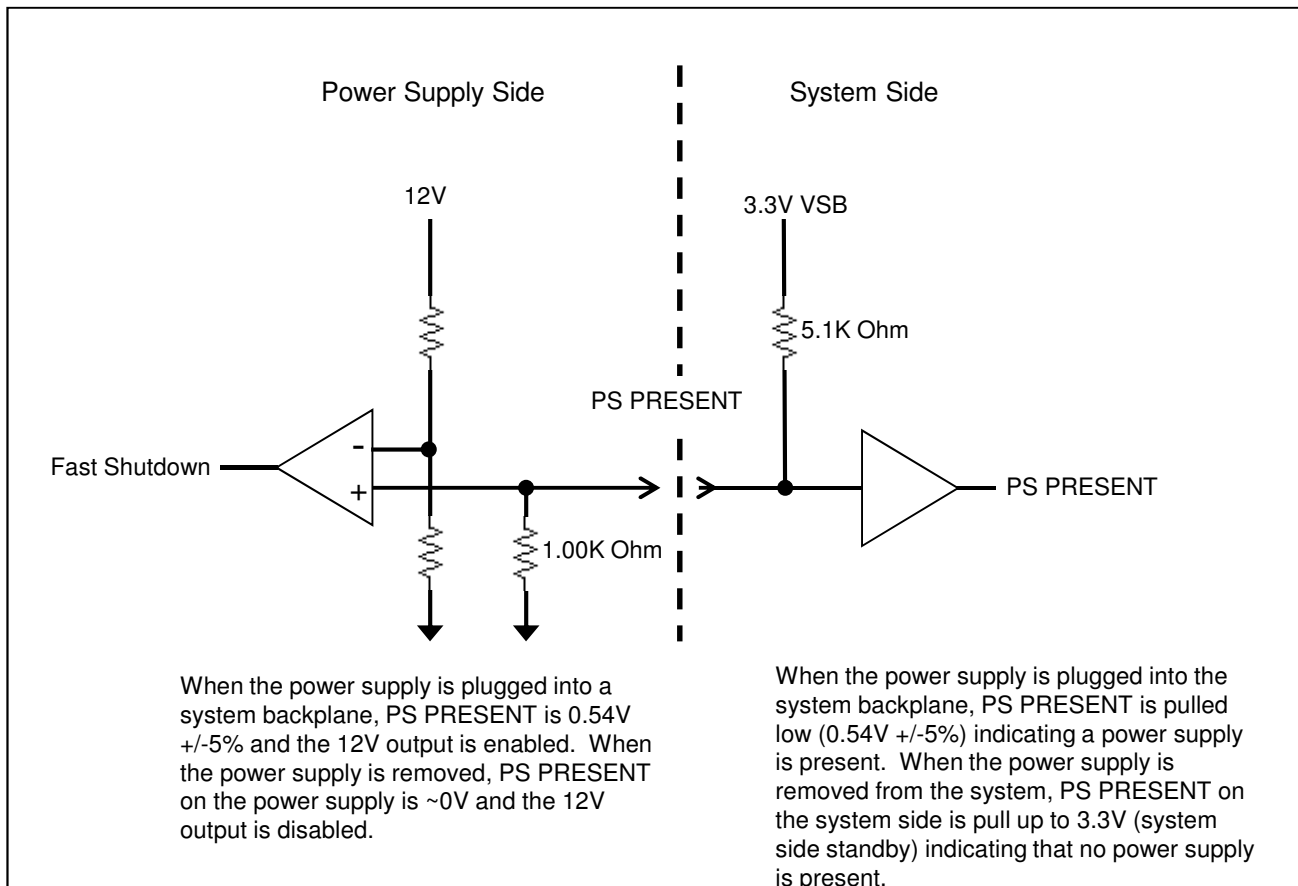 Power Supply Side
System Side
12V
3.3V VSB
5.1K Ohm
PS PRESENT
-
Fast Shutdown
+
PS PRESENT
1.00K Ohm
When the power supply is plugged into a
system backplane, PS PRESENT is 0.54V
+/-5% and the 12V output is enabled. When
the power supply is removed, PS PRESENT
on the power supply is ~0V and the 12V
output is disabled.
When the power supply is plugged into the
system backplane, PS PRESENT is pulled
low (0.54V +/-5%) indicating a power supply
is present. When the power supply is
removed from the system, PS PRESENT on
the system side is pull up to 3.3V (system
side standby) indicating that no power supply
is present.